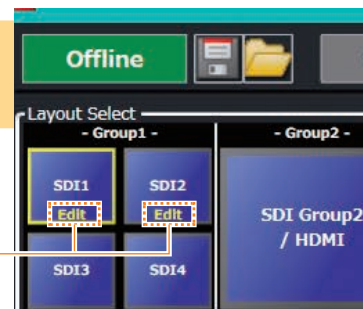 Offline
Layout Select
- Group1 -
- Group2 -
SDI1
SDI2
Edit
Edit
SDI Group2
/ HDMI
SDI3
SDI4